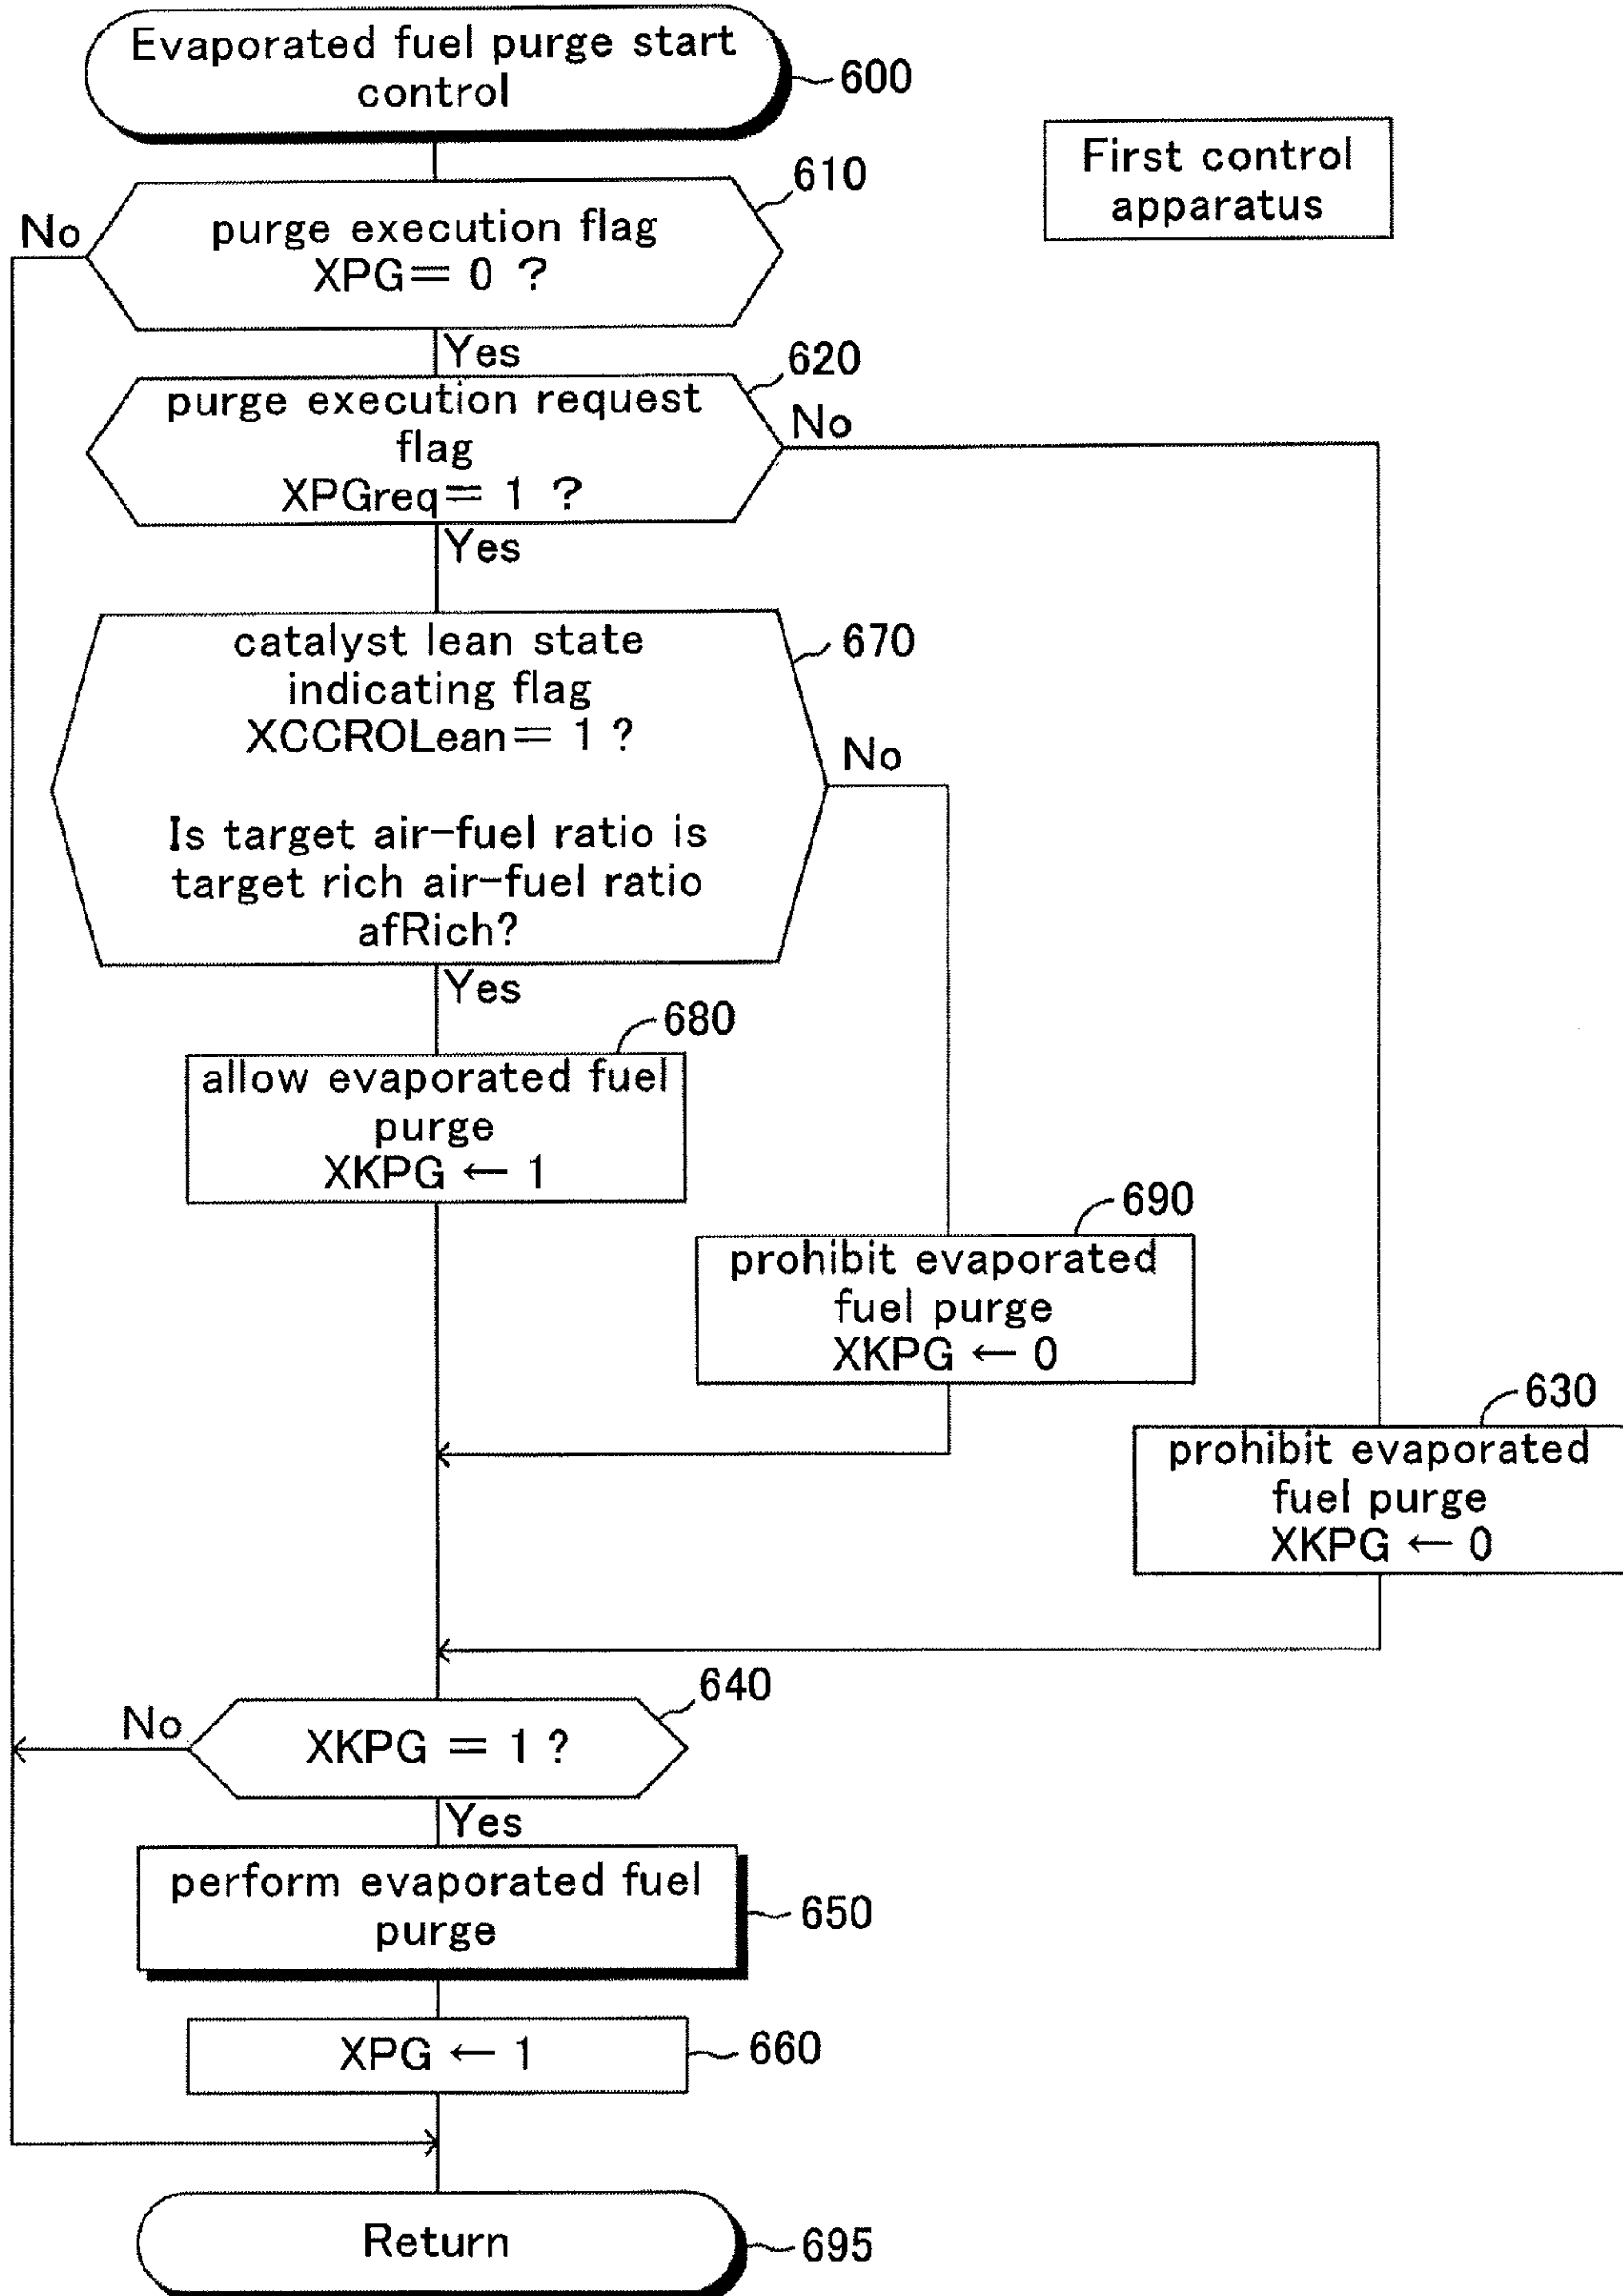 Evaporated fuel purge start
control
600
First control
apparatus
610
No
purge execution flag
XPG= 0 ?
Yes
620
purge execution request
flag
XPGreq= 1 ?
No
Yes
670
catalyst lean state
indicating flag
XCCROLean= 1 ?
Is target air-fuel ratio is
target rich air-fuel ratio
afRich?
No
Yes
680
allow evaporated fuel
purge
XKPG ← 1
690
prohibit evaporated
fuel purge
XKPG ← 0
630
prohibit evaporated
fuel purge
XKPG ← 0
640
No
XKPG = 1 ?
Yes
perform evaporated fuel
purge
650
XPG ← 1
660
Return
695